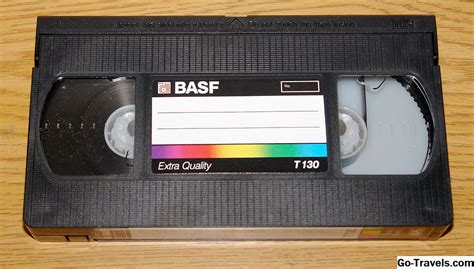 BASF
No
Extra Quality
T 130
Go-Travels.com